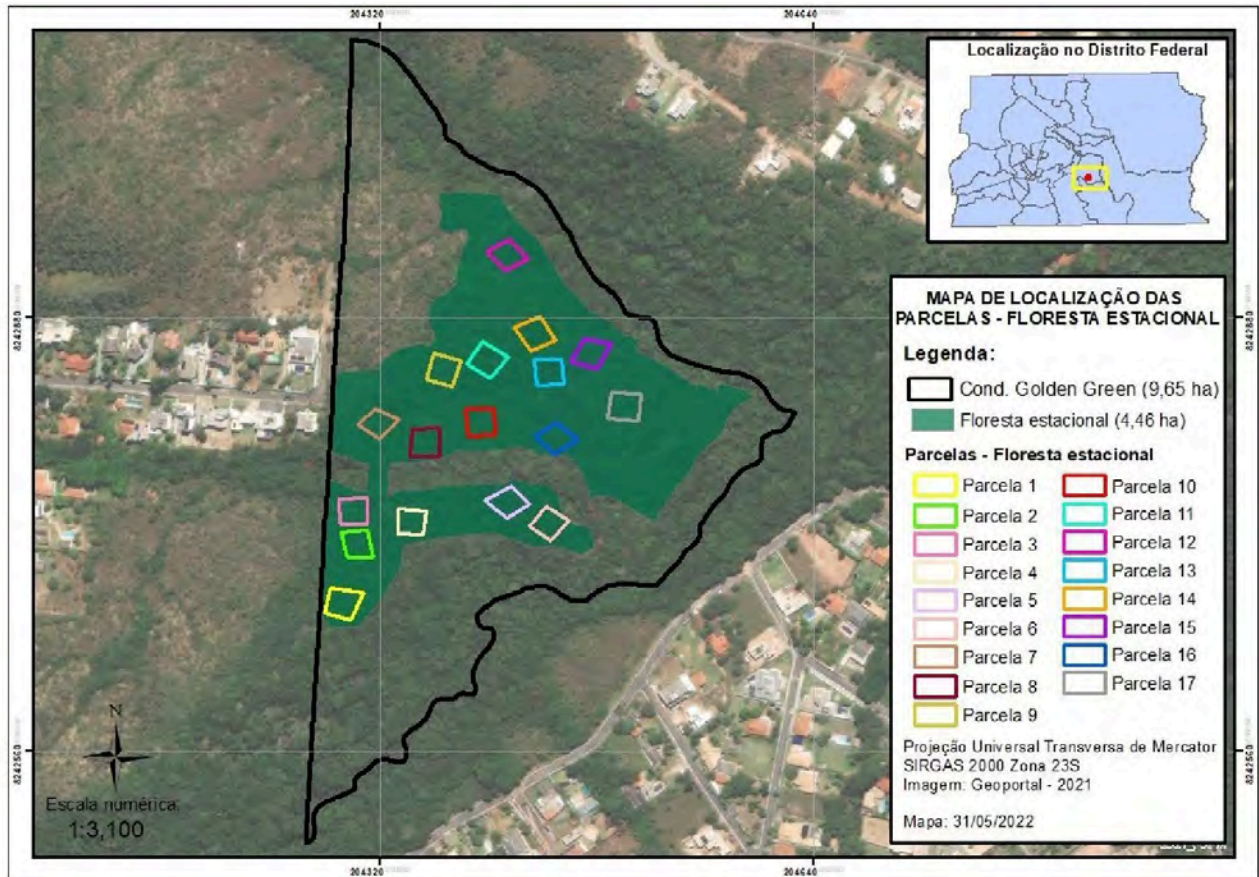 204320
204640
Localização no Distrito Federal
8242880
8242880
MAPA DE LOCALIZAÇÃO DAS
PARCELAS - FLORESTA ESTACIONAL
Legenda:
Cond. Golden Green (9,65 ha)
Floresta estacional (4,46 ha)
Parcelas - Floresta estacional
Parcela 1
Parcela 2
Parcela 3
Parcela 4
Parcela 5
Parcela 6
Parcela 7
Parcela 8
Parcela 9
Parcela 10
Parcela 11
Parcela 12
Parcela 13
Parcela 14
Parcela 15
Parcela 16
Parcela 17
Projeção Universal Transversa de Mercator
SIRGAS 2000 Zona 23S
Imagem: Geoportal - 2021
Mapa: 31/05/2022
N
Escala numérica:
1:3,100
8242560
8242560
204320
204640